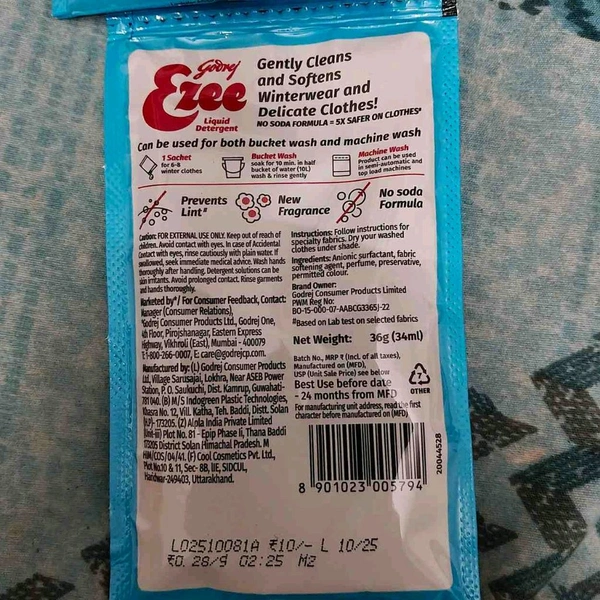 Godrej
Ezee
Liquid
Detergent
Gently Cleans
and Softens
Winterwear and
Delicate Clothes!
NO SODA FORMULA = 5X SAFER ON CLOTHES#
Can be used for both bucket wash and machine wash
1 Sachet
for 6-8
winter clothes
Bucket Wash
soak for 10 min. in half
bucket of water (10L)
wash & rinse gently
Machine Wash
Product can be used
in semi-automatic and
top load machines
Prevents
Lint#
New
Fragrance
No soda
Formula
Caution: FOR EXTERNAL USE ONLY. Keep out of reach of
children. Avoid contact with eyes. In case of Accidental
Contact with eyes, rinse cautiously with plain water. If
swallowed, seek immediate medical advice. Wash hands
thoroughly after handling. Detergent solutions can be
skin irritants. Avoid prolonged contact. Rinse garments
and hands thoroughly.
Marketed by*/ For Consumer Feedback, Contact:
Manager (Consumer Relations),
*Godrej Consumer Products Ltd., Godrej One,
4th Floor, Pirojshanagar, Eastern Express
Highway, Vikhroli (East), Mumbai - 400079
T:1-800-266-0007, E: care@godrejcp.com.
Manufactured by: (L) Godrej Consumer Products
Ltd, Village Sarusajai, Lokhra, Near ASEB Power
Station, P. O. Saukuchi, Dist. Kamrup, Guwahati-
781 040. (B) M/S Indogreen Plastic Technologies,
Khasra No. 12, Vill. Katha, Teh. Baddi, Distt. Solan
(H.P)- 173205. (Z) Alola India Private Limited
(Unit-iii) Plot No. 81 - Epip Phase Ii, Thana Baddi
173205 District Solan Himachal Pradesh. M
HIM/COS/04/41. (F) Cool Cosmetics Pvt. Ltd.,
Plot No.10 & 11, Sec- 8B, IIE, SIDCUL,
Haridwar-249403, Uttarakhand.
Instructions: Follow instructions for
specialty fabrics. Dry your washed
clothes under shade.
Ingredients: Anionic surfactant, fabric
softening agent, perfume, preservative,
permitted colour.
Brand Owner:
Godrej Consumer Products Limited
PWM Reg No:
BO-15-000-07-AABCG3365J-22
#Based on Lab test on selected fabrics
Net Weight: 36g (34ml)
Batch No., MRP ₹ (Incl. of all taxes),
Manufactured on (MFD),
USP (Unit Sale Price) see below
Best Use before date
- 24 months from MFD
OTHER
For manufacturing unit address, read the first
character before manufactured on (MFD)
8 901023 005794
20044528
L02510081A ₹10/- L 10/25
₹0.28/g 02:25 M2